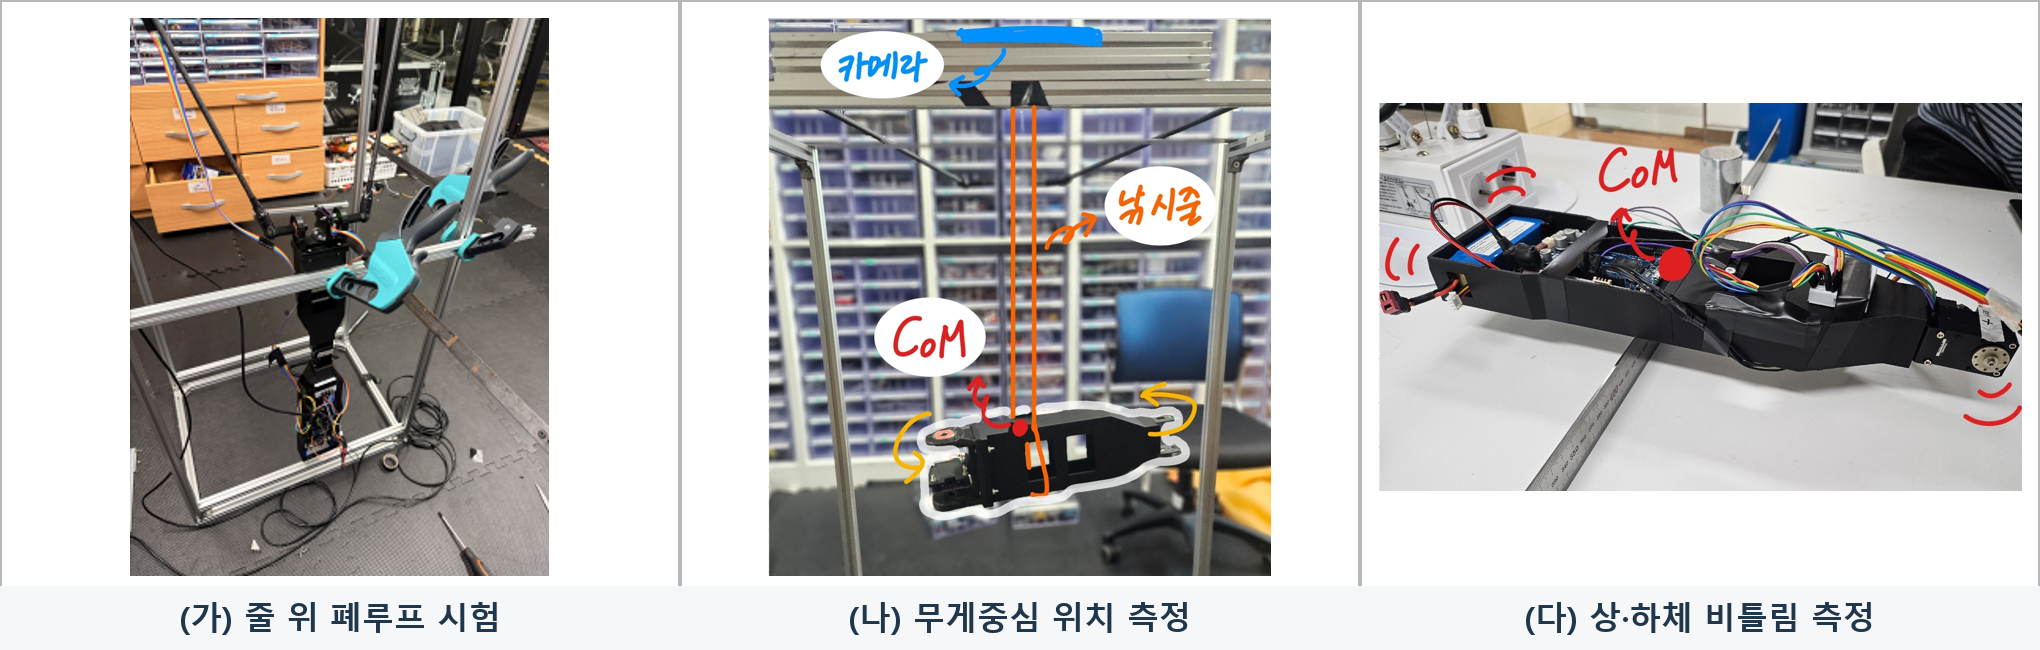 카메라
낚시줄
CoM
CoM
(가) 줄 위 폐루프 시험
(나) 무게중심 위치 측정
(다) 상·하체 비틀림 측정